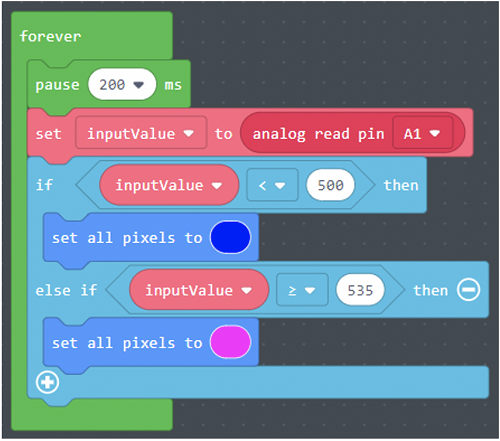 forever
pause 200 ms
set inputValue to analog read pin A1
if inputValue < 500 then
set all pixels to
else if inputValue ≥ 535 then
set all pixels to